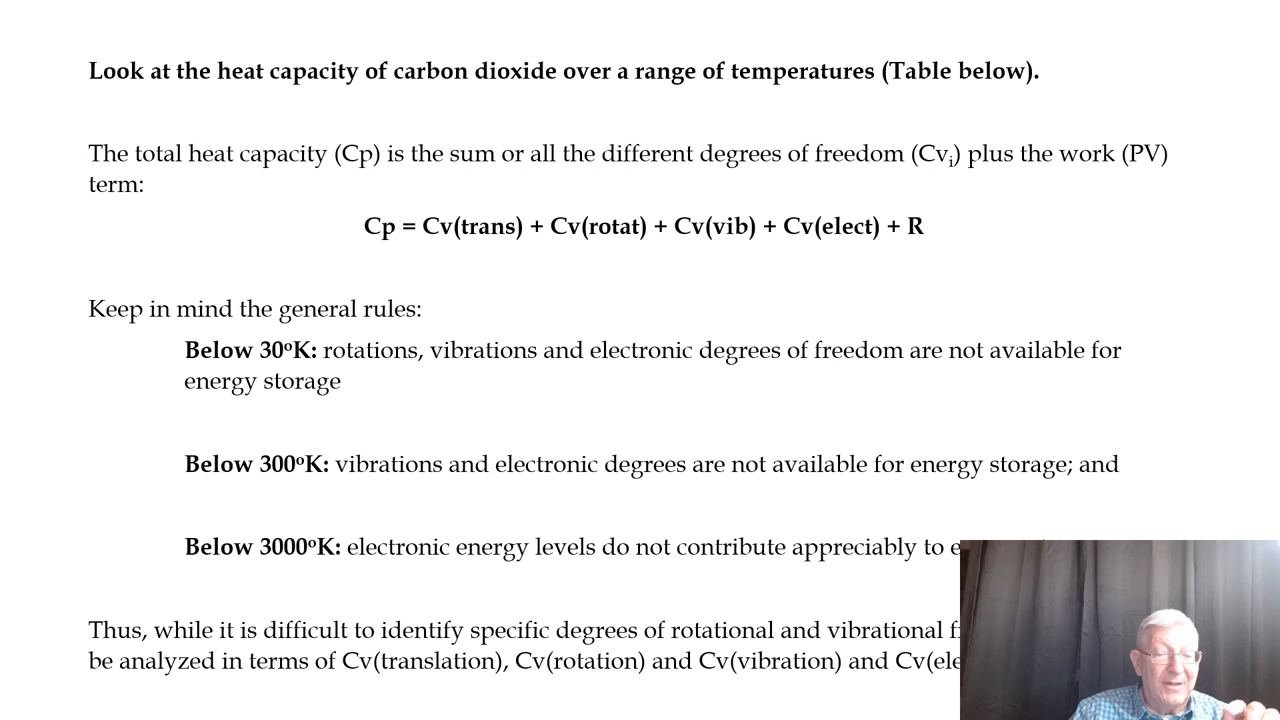 Look at the heat capacity of carbon dioxide over a range of temperatures (Table below).
The total heat capacity (Cp) is the sum or all the different degrees of freedom (Cvi) plus the work (PV)
term:
Cp = Cv(trans) + Cv(rotat) + Cv(vib) + Cv(elect) + R
Keep in mind the general rules:
Below 30ºK: rotations, vibrations and electronic degrees of freedom are not available for
energy storage
Below 300ºK: vibrations and electronic degrees are not available for energy storage; and
Below 3000ºK: electronic energy levels do not contribute appreciably to
Thus, while it is difficult to identify specific degrees of rotational and vibrational
be analyzed in terms of Cv(translation), Cv(rotation) and Cv(vibration) and